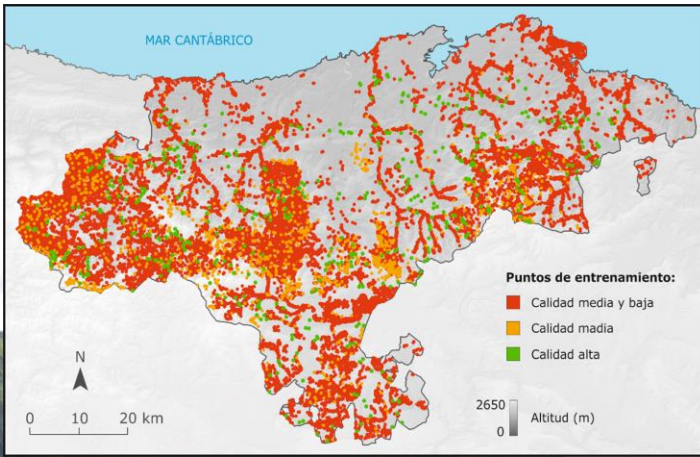 MAR CANTÁBRICO
Puntos de entrenamiento:
Calidad media y baja
Calidad madia
Calidad alta
N
0 10 20 km
2650
0
Altitud (m)